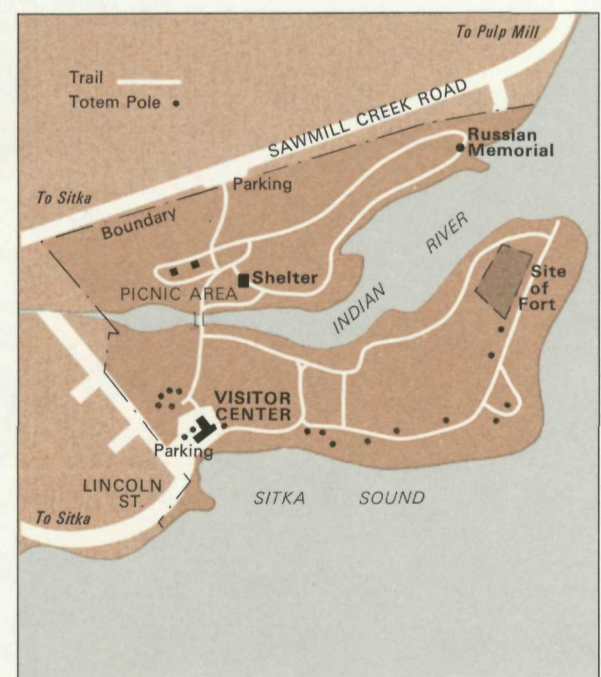 To Pulp Mill
Trail
Totem Pole
SAWMILL CREEK ROAD
Russian
Memorial
To Sitka
Parking
Boundary
RIVER
Shelter
Site
of
Fort
PICNIC AREA
INDIAN
VISITOR
CENTER
Parking
LINCOLN
ST.
SITKA SOUND
To Sitka